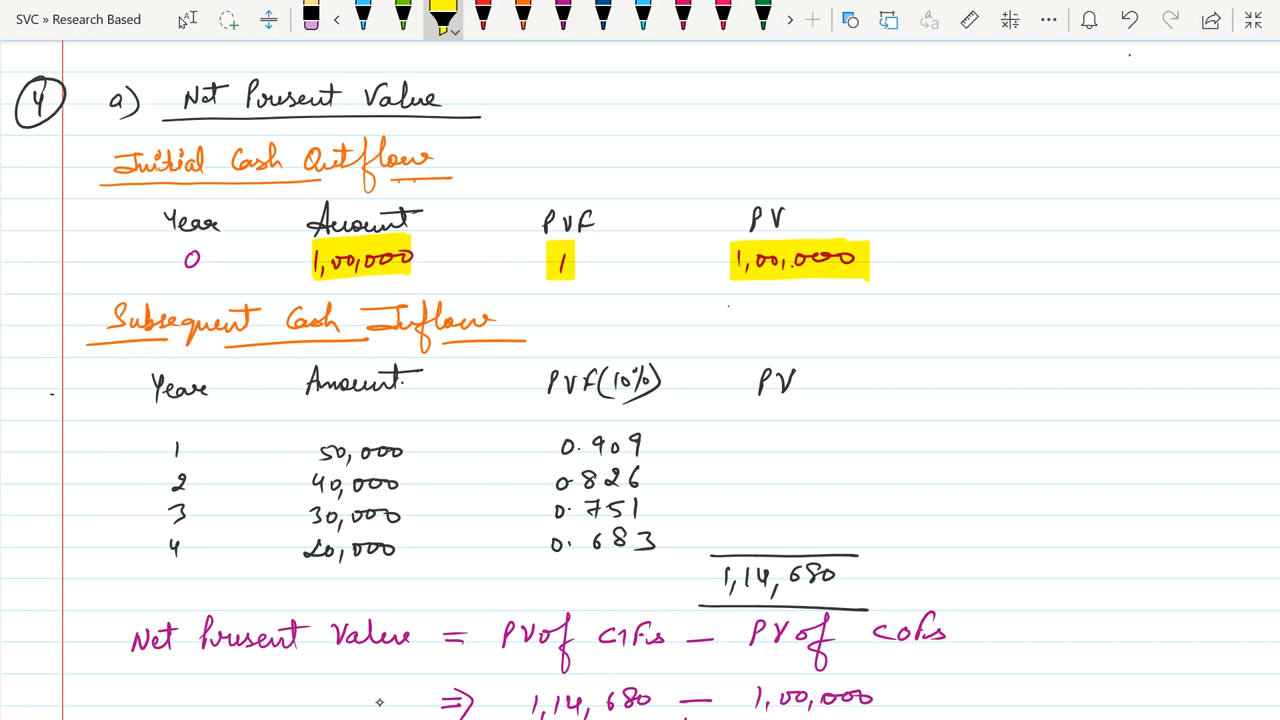 SVC » Research Based
4 a) Net Present Value
Initial Cash Outflow
Year Amount PVF PV
0 1,00,000 1 1,00,000
Subsequent Cash Inflow
Year Amount PVF(10%) PV
1 50,000 0.909
2 40,000 0.826
3 30,000 0.751
4 20,000 0.683
1,14,680
Net Present Value = PV of CIFs — PV of COFs
⇒ 1,14,680 — 1,00,000